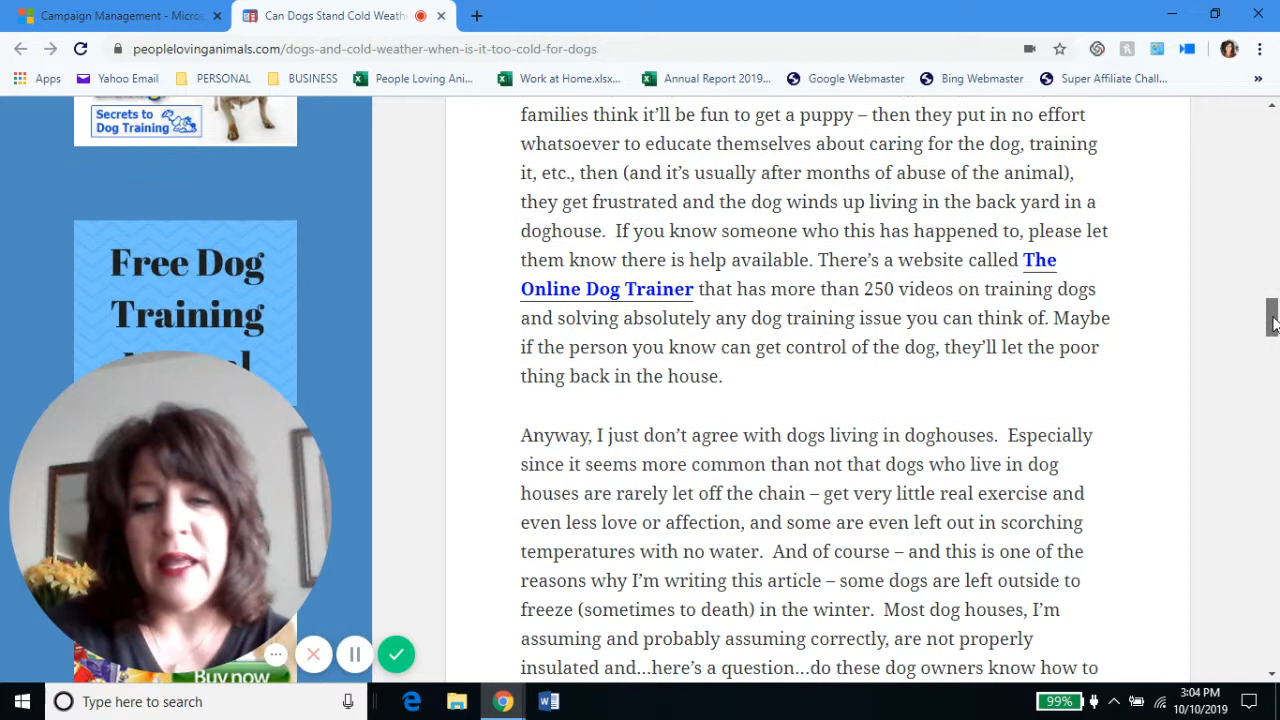 Campaign Management - Micros
Can Dogs Stand Cold Weathe
peoplelovinganimals.com/dogs-and-cold-weather-when-is-it-too-cold-for-dogs
Apps
Yahoo Email
PERSONAL
BUSINESS
People Loving Ani...
Work at Home.xlsx...
Annual Report 2019...
Google Webmaster
Bing Webmaster
Super Affiliate Chall...
»
Secrets to
Dog Training
Free Dog
Training
Buy now
families think it’ll be fun to get a puppy – then they put in no effort
whatsoever to educate themselves about caring for the dog, training
it, etc., then (and it’s usually after months of abuse of the animal),
they get frustrated and the dog winds up living in the back yard in a
doghouse.  If you know someone who this has happened to, please let
them know there is help available. There’s a website called The
Online Dog Trainer that has more than 250 videos on training dogs
and solving absolutely any dog training issue you can think of. Maybe
if the person you know can get control of the dog, they’ll let the poor
thing back in the house.
Anyway, I just don’t agree with dogs living in doghouses.  Especially
since it seems more common than not that dogs who live in dog
houses are rarely let off the chain – get very little real exercise and
even less love or affection, and some are even left out in scorching
temperatures with no water.  And of course – and this is one of the
reasons why I’m writing this article – some dogs are left outside to
freeze (sometimes to death) in the winter.  Most dog houses, I’m
assuming and probably assuming correctly, are not properly
insulated and…here’s a question…do these dog owners know how to
Type here to search
99%
3:04 PM
10/10/2019